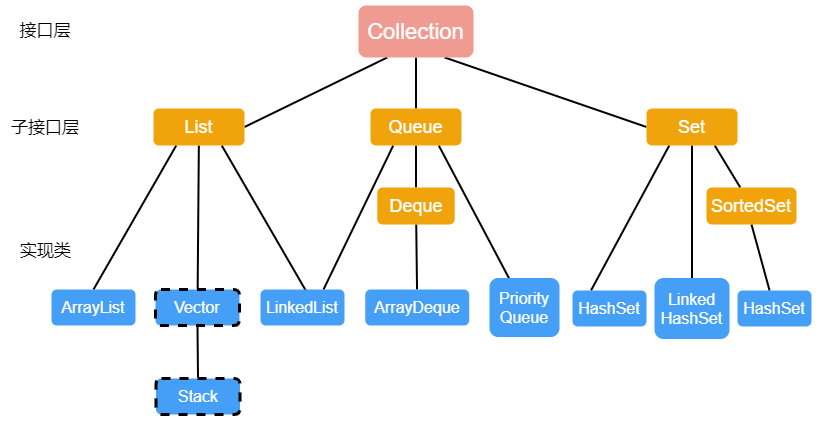 接口层
Collection
子接口层
List
Queue
Set
Deque
SortedSet
实现类
ArrayList
Vector
LinkedList
ArrayDeque
Priority
Queue
HashSet
Linked
HashSet
HashSet
Stack